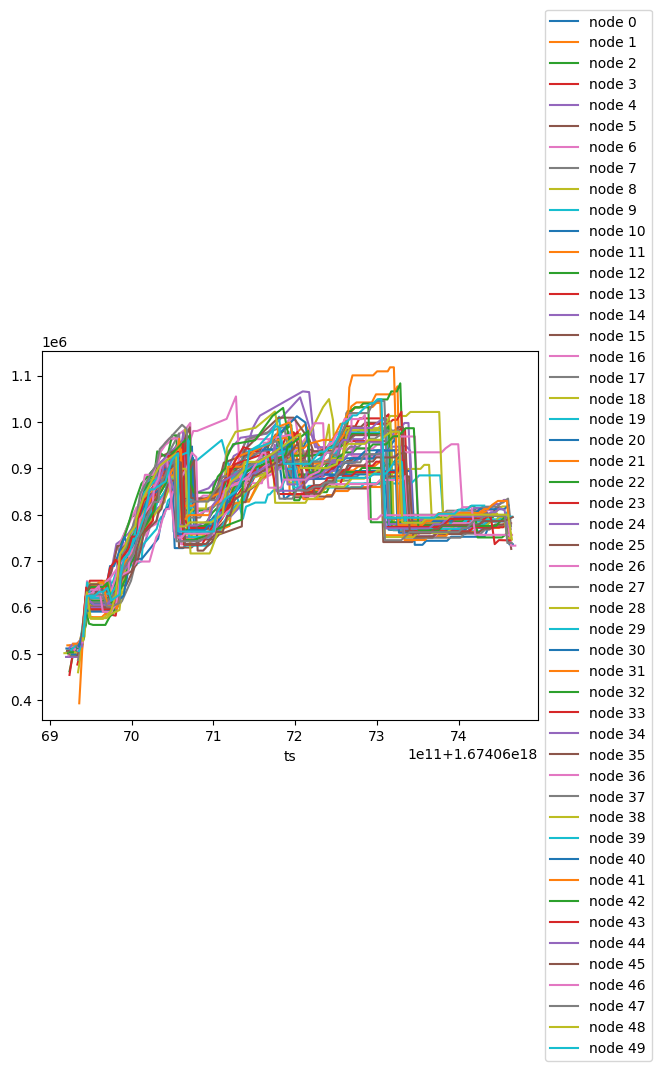 1e6
1.1
1.0
0.9
0.8
0.7
0.6
0.5
0.4
69 70 71 72 73 74
ts
1e11+1.67406e18
node 0
node 1
node 2
node 3
node 4
node 5
node 6
node 7
node 8
node 9
node 10
node 11
node 12
node 13
node 14
node 15
node 16
node 17
node 18
node 19
node 20
node 21
node 22
node 23
node 24
node 25
node 26
node 27
node 28
node 29
node 30
node 31
node 32
node 33
node 34
node 35
node 36
node 37
node 38
node 39
node 40
node 41
node 42
node 43
node 44
node 45
node 46
node 47
node 48
node 49